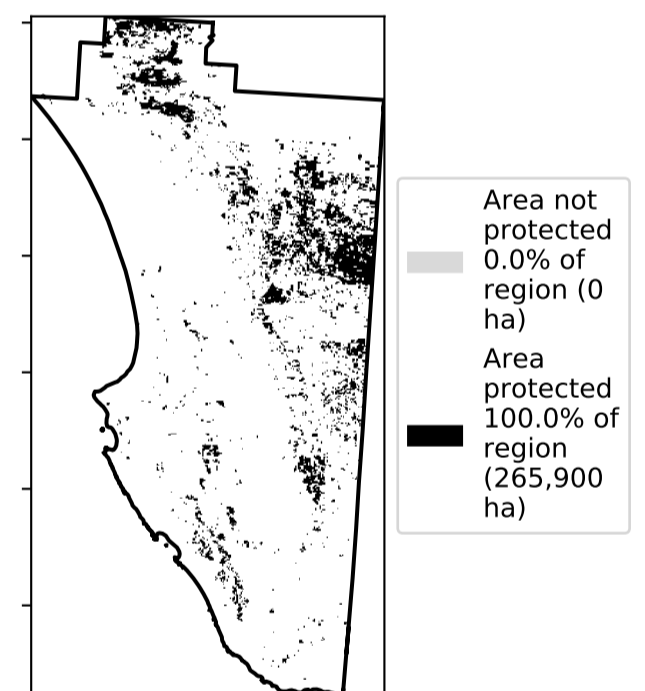 Area not
protected
0.0% of
region (0
ha)
Area
protected
100.0% of
region
(265,900
ha)